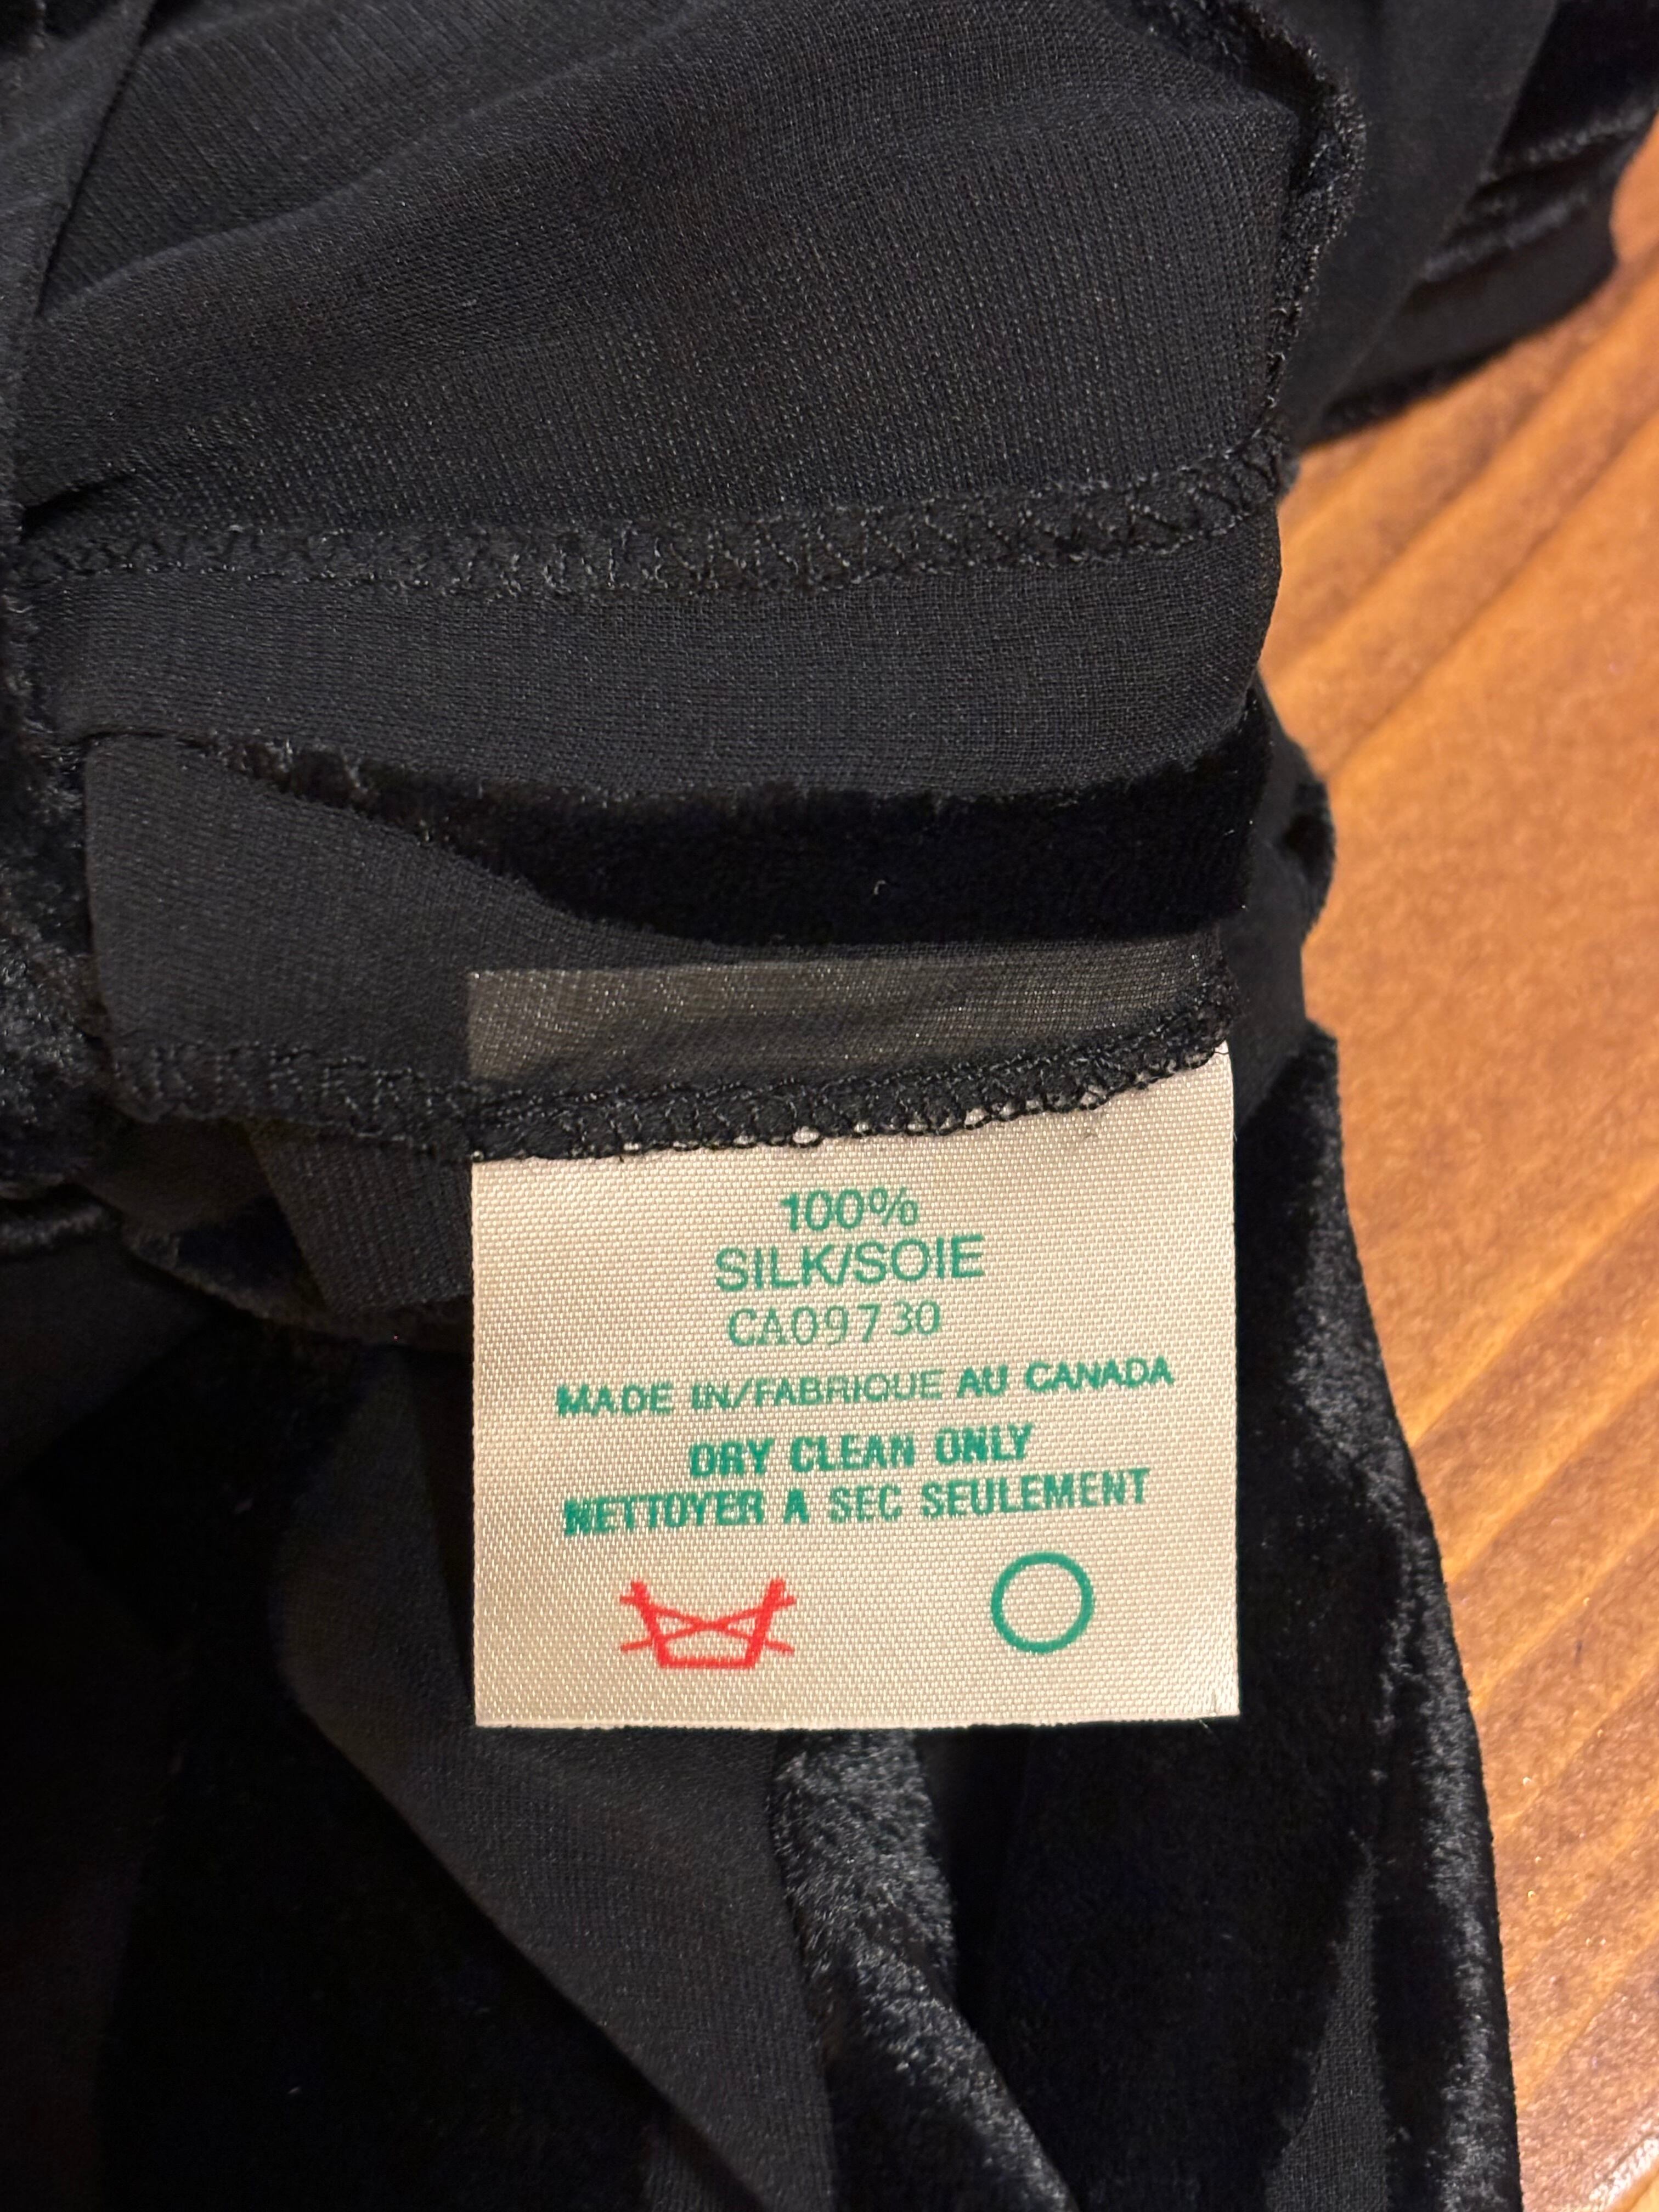 100%
SILK/SOIE
CA09730
MADE IN/FABRIQUE AU CANADA
DRY CLEAN ONLY
NETTOYER A SEC SEULEMENT